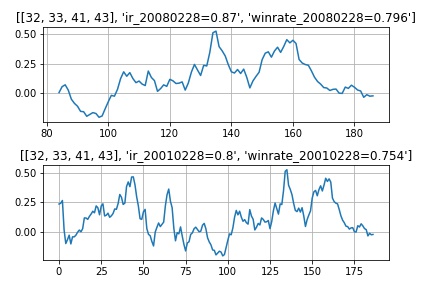 [[32, 33, 41, 43], 'ir_20080228=0.87', 'winrate_20080228=0.796']
0.50
0.25
0.00
80 100 120 140 160 180
[[32, 33, 41, 43], 'ir_20010228=0.8', 'winrate_20010228=0.754']
0.50
0.25
0.00
0 25 50 75 100 125 150 175